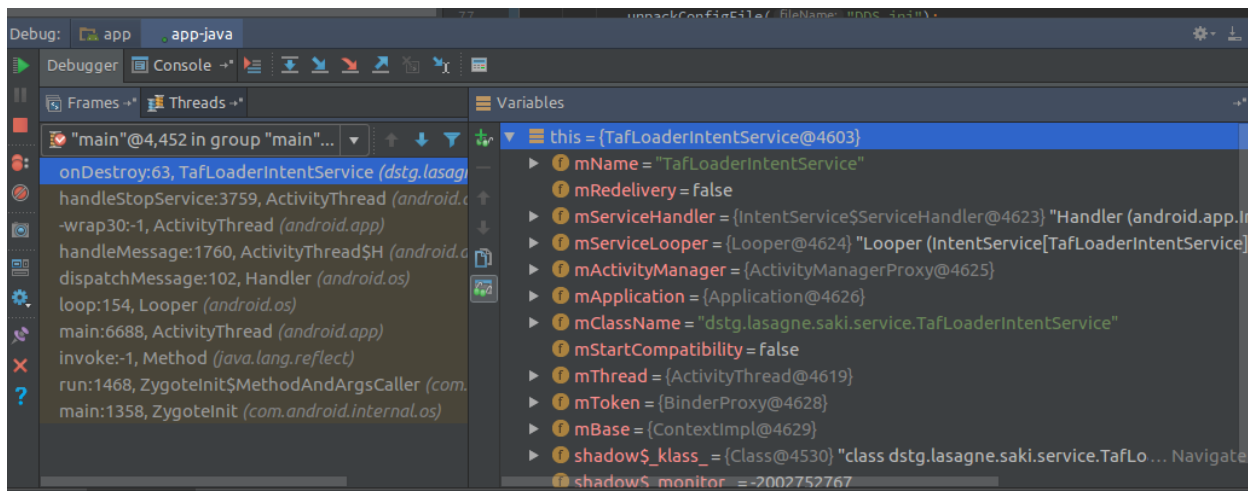 77 unpackConfigFile( fileName: "DDS.ini");
Debug: app app-java
Debugger Console
Frames Threads Variables
"main"@4,452 in group "main"...
onDestroy:63, TafLoaderIntentService (dstg.lasag
handleStopService:3759, ActivityThread (android.
-wrap30:-1, ActivityThread (android.app)
handleMessage:1760, ActivityThread$H (android.
dispatchMessage:102, Handler (android.os)
loop:154, Looper (android.os)
main:6688, ActivityThread (android.app)
invoke:-1, Method (java.lang.reflect)
run:1468, ZygoteInit$MethodAndArgsCaller (com.
main:1358, ZygoteInit (com.android.internal.os)
this = {TafLoaderIntentService@4603}
mName = "TafLoaderIntentService"
mRedelivery = false
mServiceHandler = {IntentService$ServiceHandler@4623} "Handler (android.app.I
mServiceLooper = {Looper@4624} "Looper (IntentService[TafLoaderIntentService]
mActivityManager = {ActivityManagerProxy@4625}
mApplication = {Application@4626}
mClassName = "dstg.lasagne.saki.service.TafLoaderIntentService"
mStartCompatibility = false
mThread = {ActivityThread@4619}
mToken = {BinderProxy@4628}
mBase = {ContextImpl@4629}
shadow$_klass_ = {Class@4530} "class dstg.lasagne.saki.service.TafLo... Navigate
shadow$_monitor_ = -2002752767